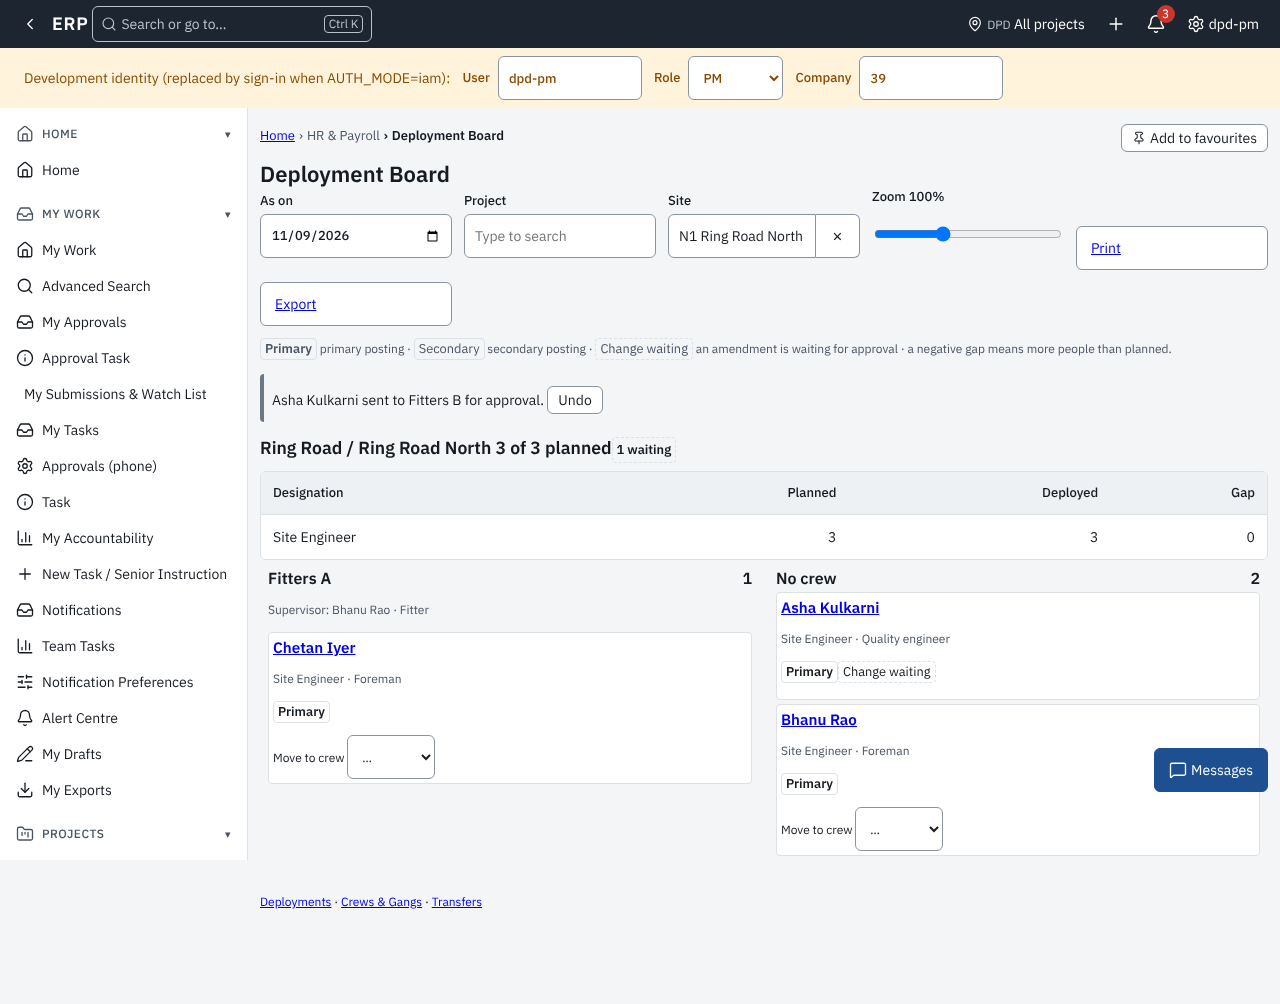 ERP
Search or go to...
Ctrl K
DPD All projects
3
dpd-pm
Development identity (replaced by sign-in when AUTH_MODE=iam):
User
dpd-pm
Role
PM
Company
39
HOME
Home
MY WORK
My Work
Advanced Search
My Approvals
Approval Task
My Submissions & Watch List
My Tasks
Approvals (phone)
Task
My Accountability
New Task / Senior Instruction
Notifications
Team Tasks
Notification Preferences
Alert Centre
My Drafts
My Exports
PROJECTS
Home › HR & Payroll › Deployment Board
Add to favourites
Deployment Board
As on
11/09/2026
Project
Type to search
Site
N1 Ring Road North
×
Zoom 100%
Print
Export
Primary primary posting · Secondary secondary posting · Change waiting an amendment is waiting for approval · a negative gap means more people than planned.
Asha Kulkarni sent to Fitters B for approval. Undo
Ring Road / Ring Road North 3 of 3 planned 1 waiting
Designation Planned Deployed Gap
Site Engineer 3 3 0
Fitters A 1
Supervisor: Bhanu Rao · Fitter
Chetan Iyer
Site Engineer · Foreman
Primary
Move to crew ...
No crew 2
Asha Kulkarni
Site Engineer · Quality engineer
Primary Change waiting
Bhanu Rao
Site Engineer · Foreman
Primary
Move to crew ...
Messages
Deployments · Crews & Gangs · Transfers